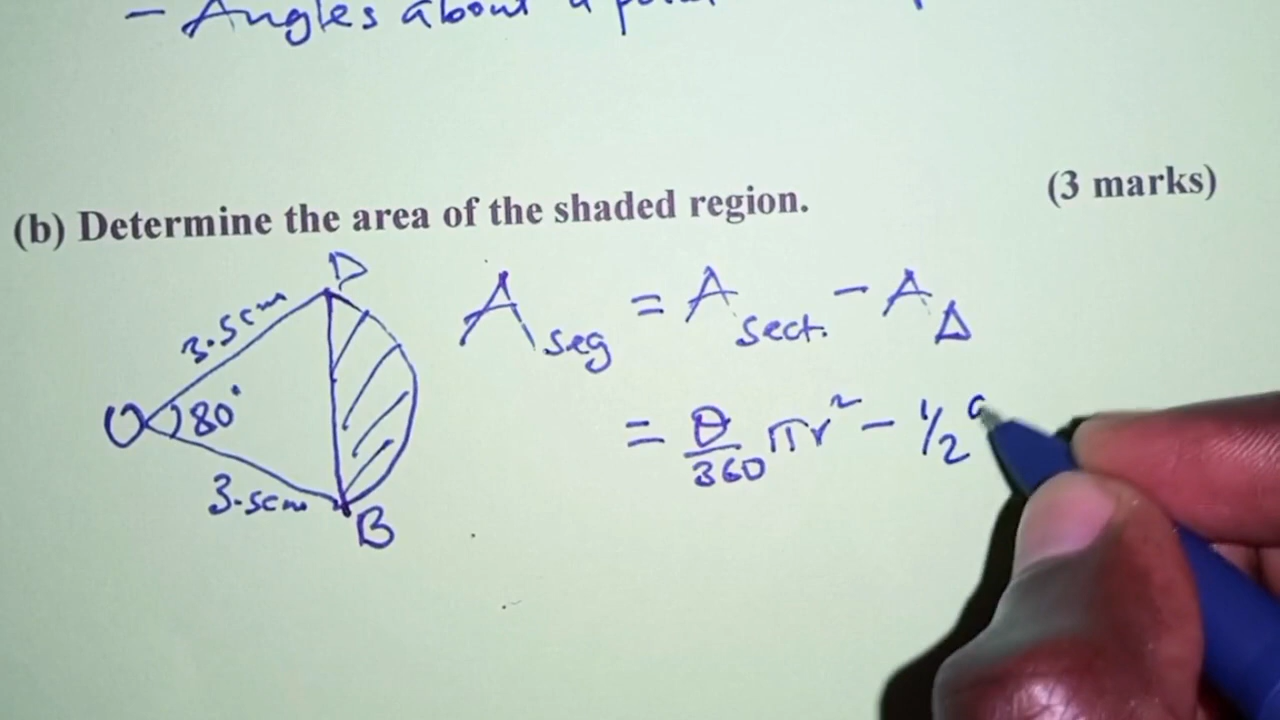 - Angles about a point
(3 marks)
(b) Determine the area of the shaded region.
D
3.5cm
A seg = A sect. - A Δ
O 80°
= θ/360 πr² - 1/2
3.5cm
B